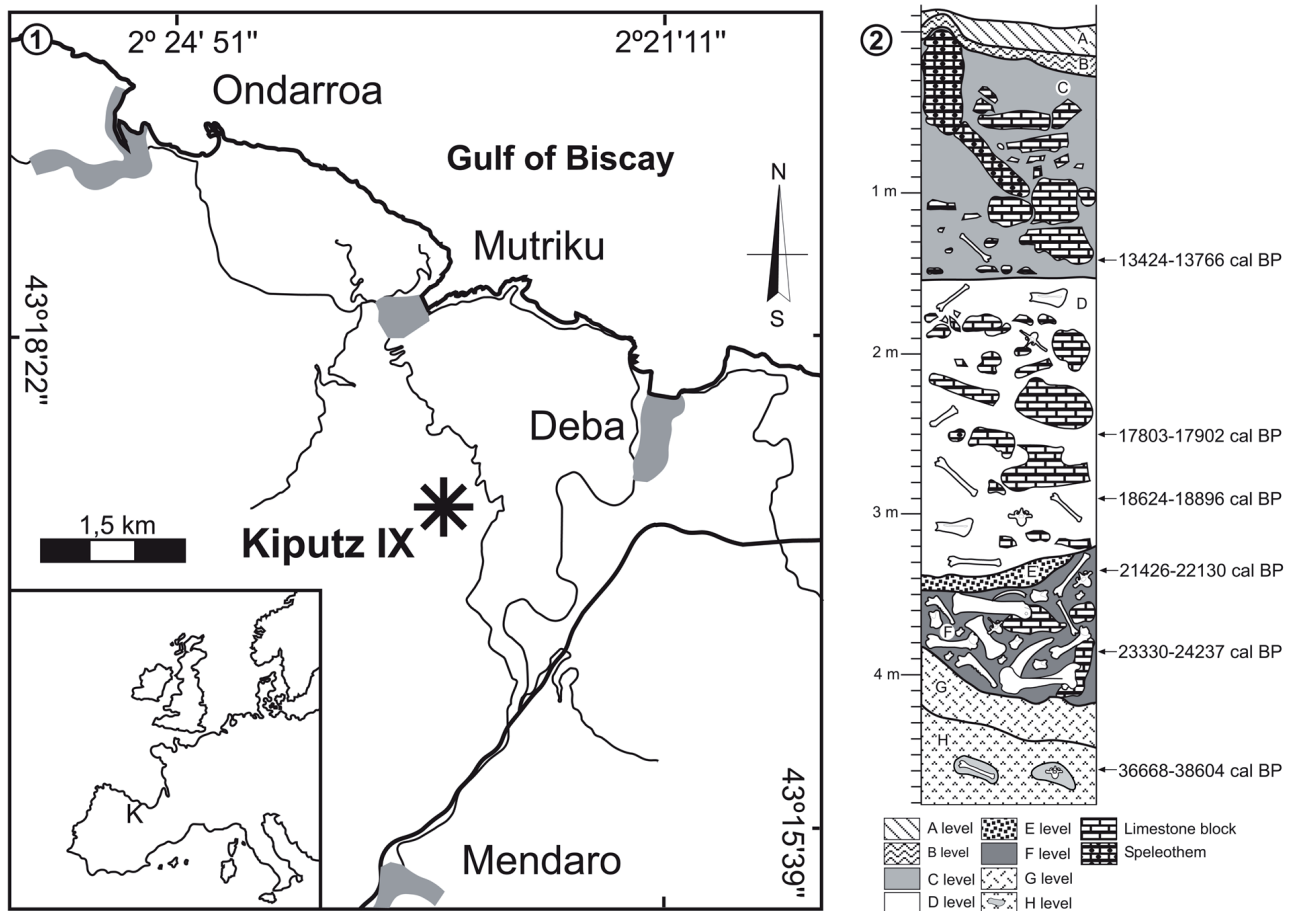 1
2º 24' 51"
2º21'11"
Ondarroa
Gulf of Biscay
N
S
Mutriku
43º18'22"
Deba
1,5 km
Kiputz IX
K
43º15'39"
Mendaro
2
A
B
C
1 m
13424-13766 cal BP
D
2 m
17803-17902 cal BP
18624-18896 cal BP
3 m
E
21426-22130 cal BP
F
23330-24237 cal BP
4 m
G
H
36668-38604 cal BP
A level
E level
Limestone block
B level
F level
Speleothem
C level
G level
D level
H level